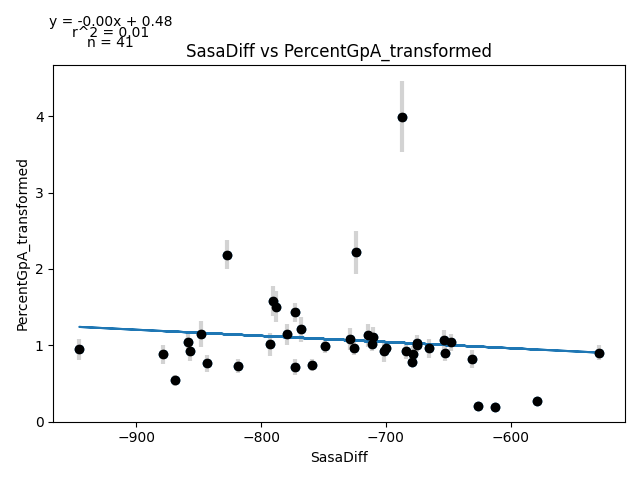 y = -0.00x + 0.48
r^2 = 0.01
n = 41
SasaDiff vs PercentGpA_transformed
PercentGpA_transformed
4
3
2
1
0
−900 −800 −700 −600
SasaDiff